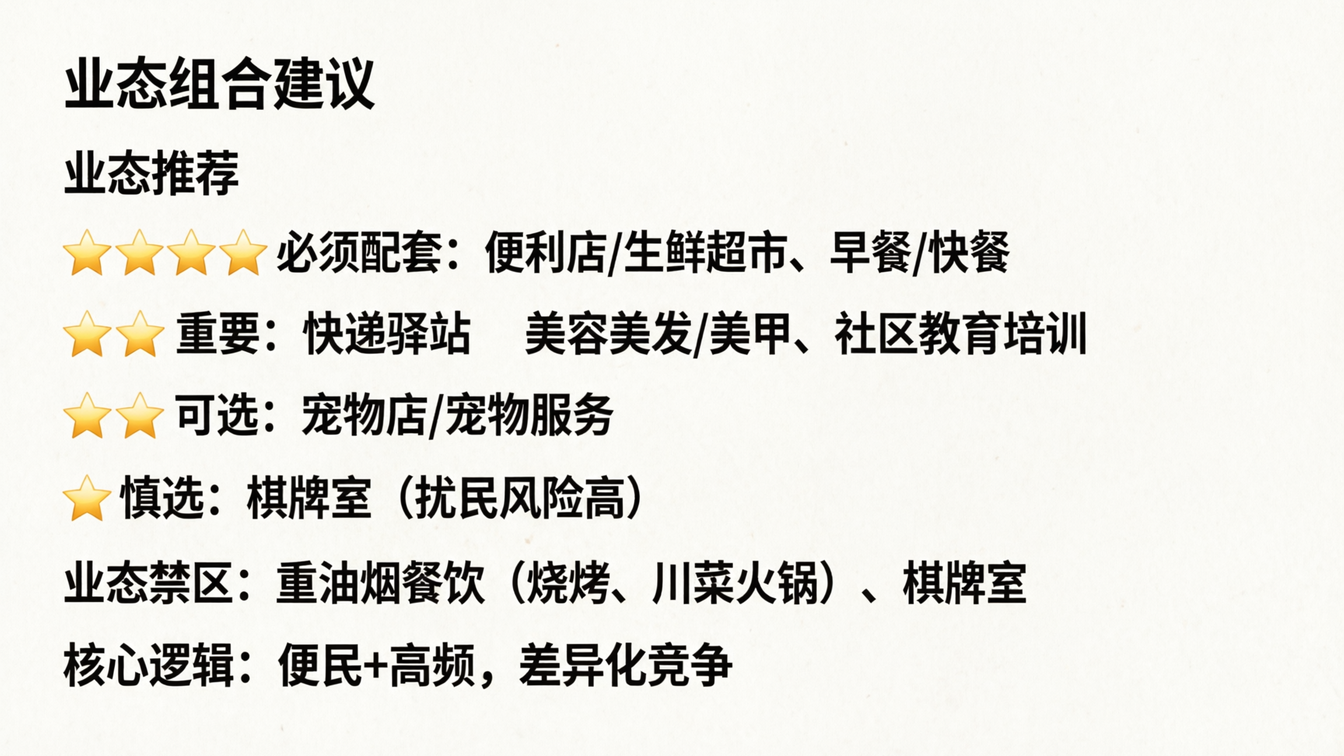 业态组合建议
业态推荐
⭐⭐⭐⭐必须配套：便利店/生鲜超市、早餐/快餐
⭐⭐重要：快递驿站　美容美发/美甲、社区教育培训
⭐⭐可选：宠物店/宠物服务
⭐慎选：棋牌室（扰民风险高）
业态禁区：重油烟餐饮（烧烤、川菜火锅）、棋牌室
核心逻辑：便民+高频，差异化竞争